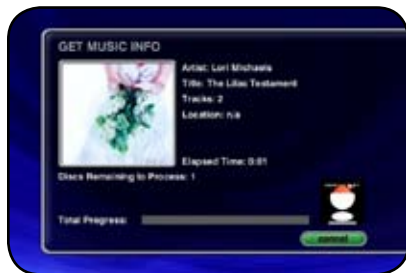 GET MUSIC INFO
Artist: Lori Michaels
Title: The Lilac Testament
Tracks: 2
Location: n/a
Elapsed Time: 0:01
Discs Remaining to Process: 1
Total Progress:
cancel